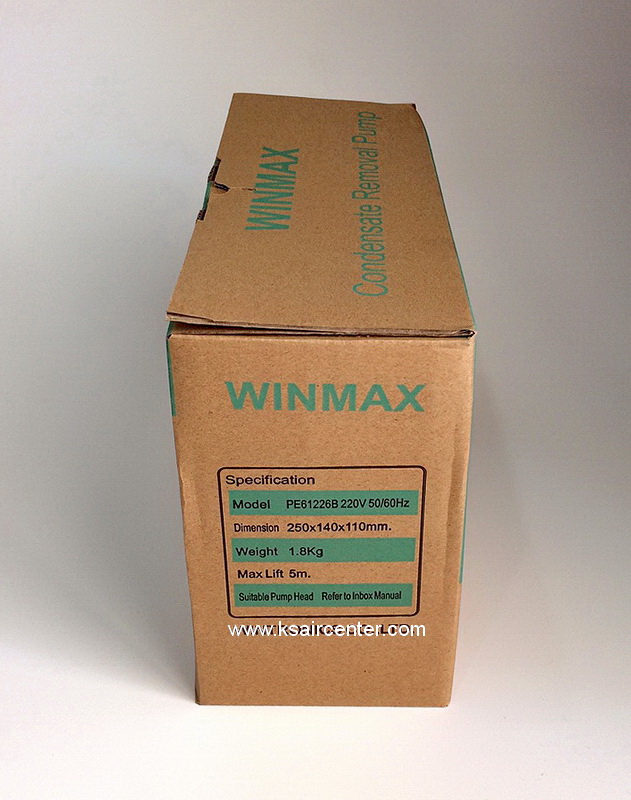 WINMAX
Condensate Removal Pump
WINMAX
Specification
Model PE61226B 220V 50/60Hz
Dimension 250x140x110mm.
Weight 1.8Kg
Max Lift 5m.
Suitable Pump Head Refer to Inbox Manual
www.ksaircenter.com
LTD